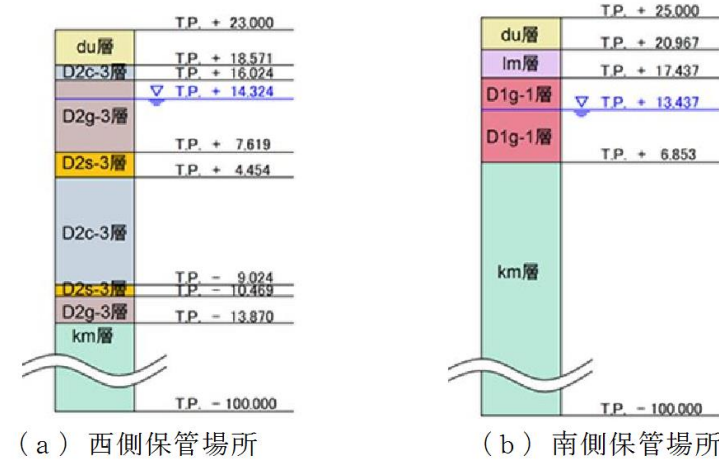 T.P. + 23.000
du層
T.P. + 18.571
D2c-3層
T.P. + 16.024
T.P. + 14.324
D2g-3層
T.P. + 7.619
D2s-3層
T.P. + 4.454
D2c-3層
T.P. - 9.024
D2s-3層
T.P. - 10.469
D2g-3層
T.P. - 13.870
km層
T.P. - 100.000
(a) 西側保管場所
T.P. + 25.000
du層
T.P. + 20.967
lm層
T.P. + 17.437
D1g-1層
T.P. + 13.437
D1g-1層
T.P. + 6.853
km層
T.P. - 100.000
(b) 南側保管場所